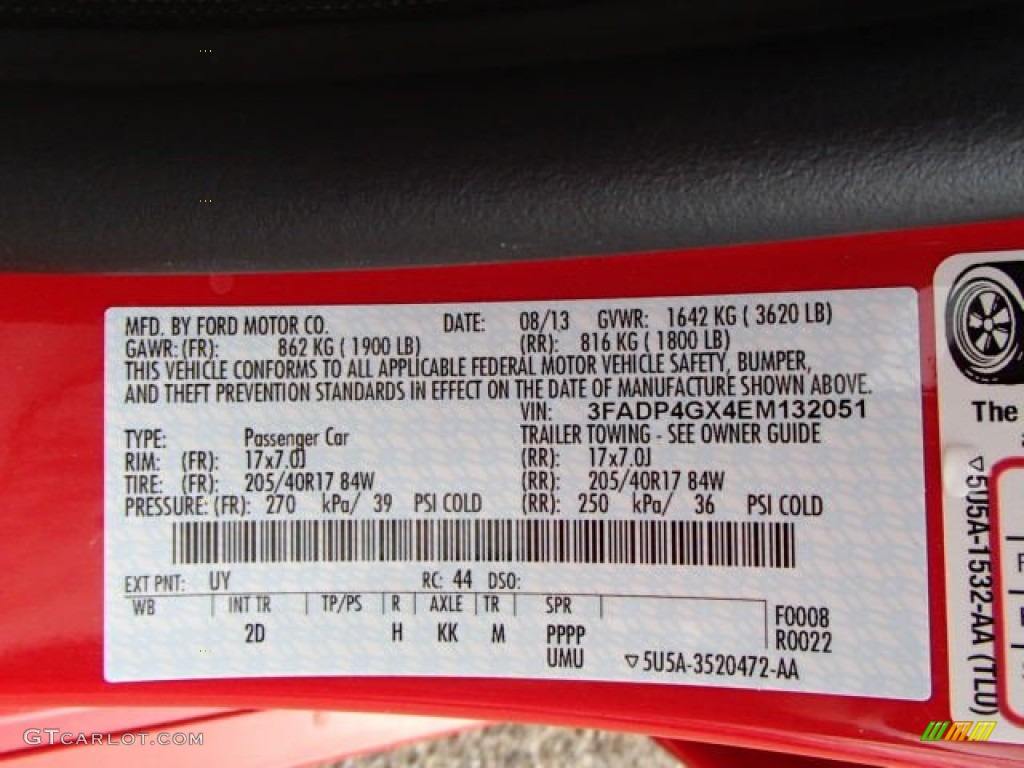 MFD. BY FORD MOTOR CO. DATE: 08/13 GVWR: 1642 KG ( 3620 LB)
GAWR: (FR): 862 KG ( 1900 LB) (RR): 816 KG ( 1800 LB)
THIS VEHICLE CONFORMS TO ALL APPLICABLE FEDERAL MOTOR VEHICLE SAFETY, BUMPER,
AND THEFT PREVENTION STANDARDS IN EFFECT ON THE DATE OF MANUFACTURE SHOWN ABOVE.
VIN: 3FADP4GX4EM132051
TYPE: Passenger Car TRAILER TOWING - SEE OWNER GUIDE
RIM: (FR): 17x7.0J (RR): 17x7.0J
TIRE: (FR): 205/40R17 84W (RR): 205/40R17 84W
PRESSURE: (FR): 270 kPa/ 39 PSI COLD (RR): 250 kPa/ 36 PSI COLD
EXT PNT: UY RC: 44 DSO:
WB INT TR TP/PS R AXLE TR SPR F0008
2D H KK M PPPP R0022
UMU ▽5U5A-3520472-AA
The
▽5U5A-1532-AA (TLU)
GTCARLOT.COM